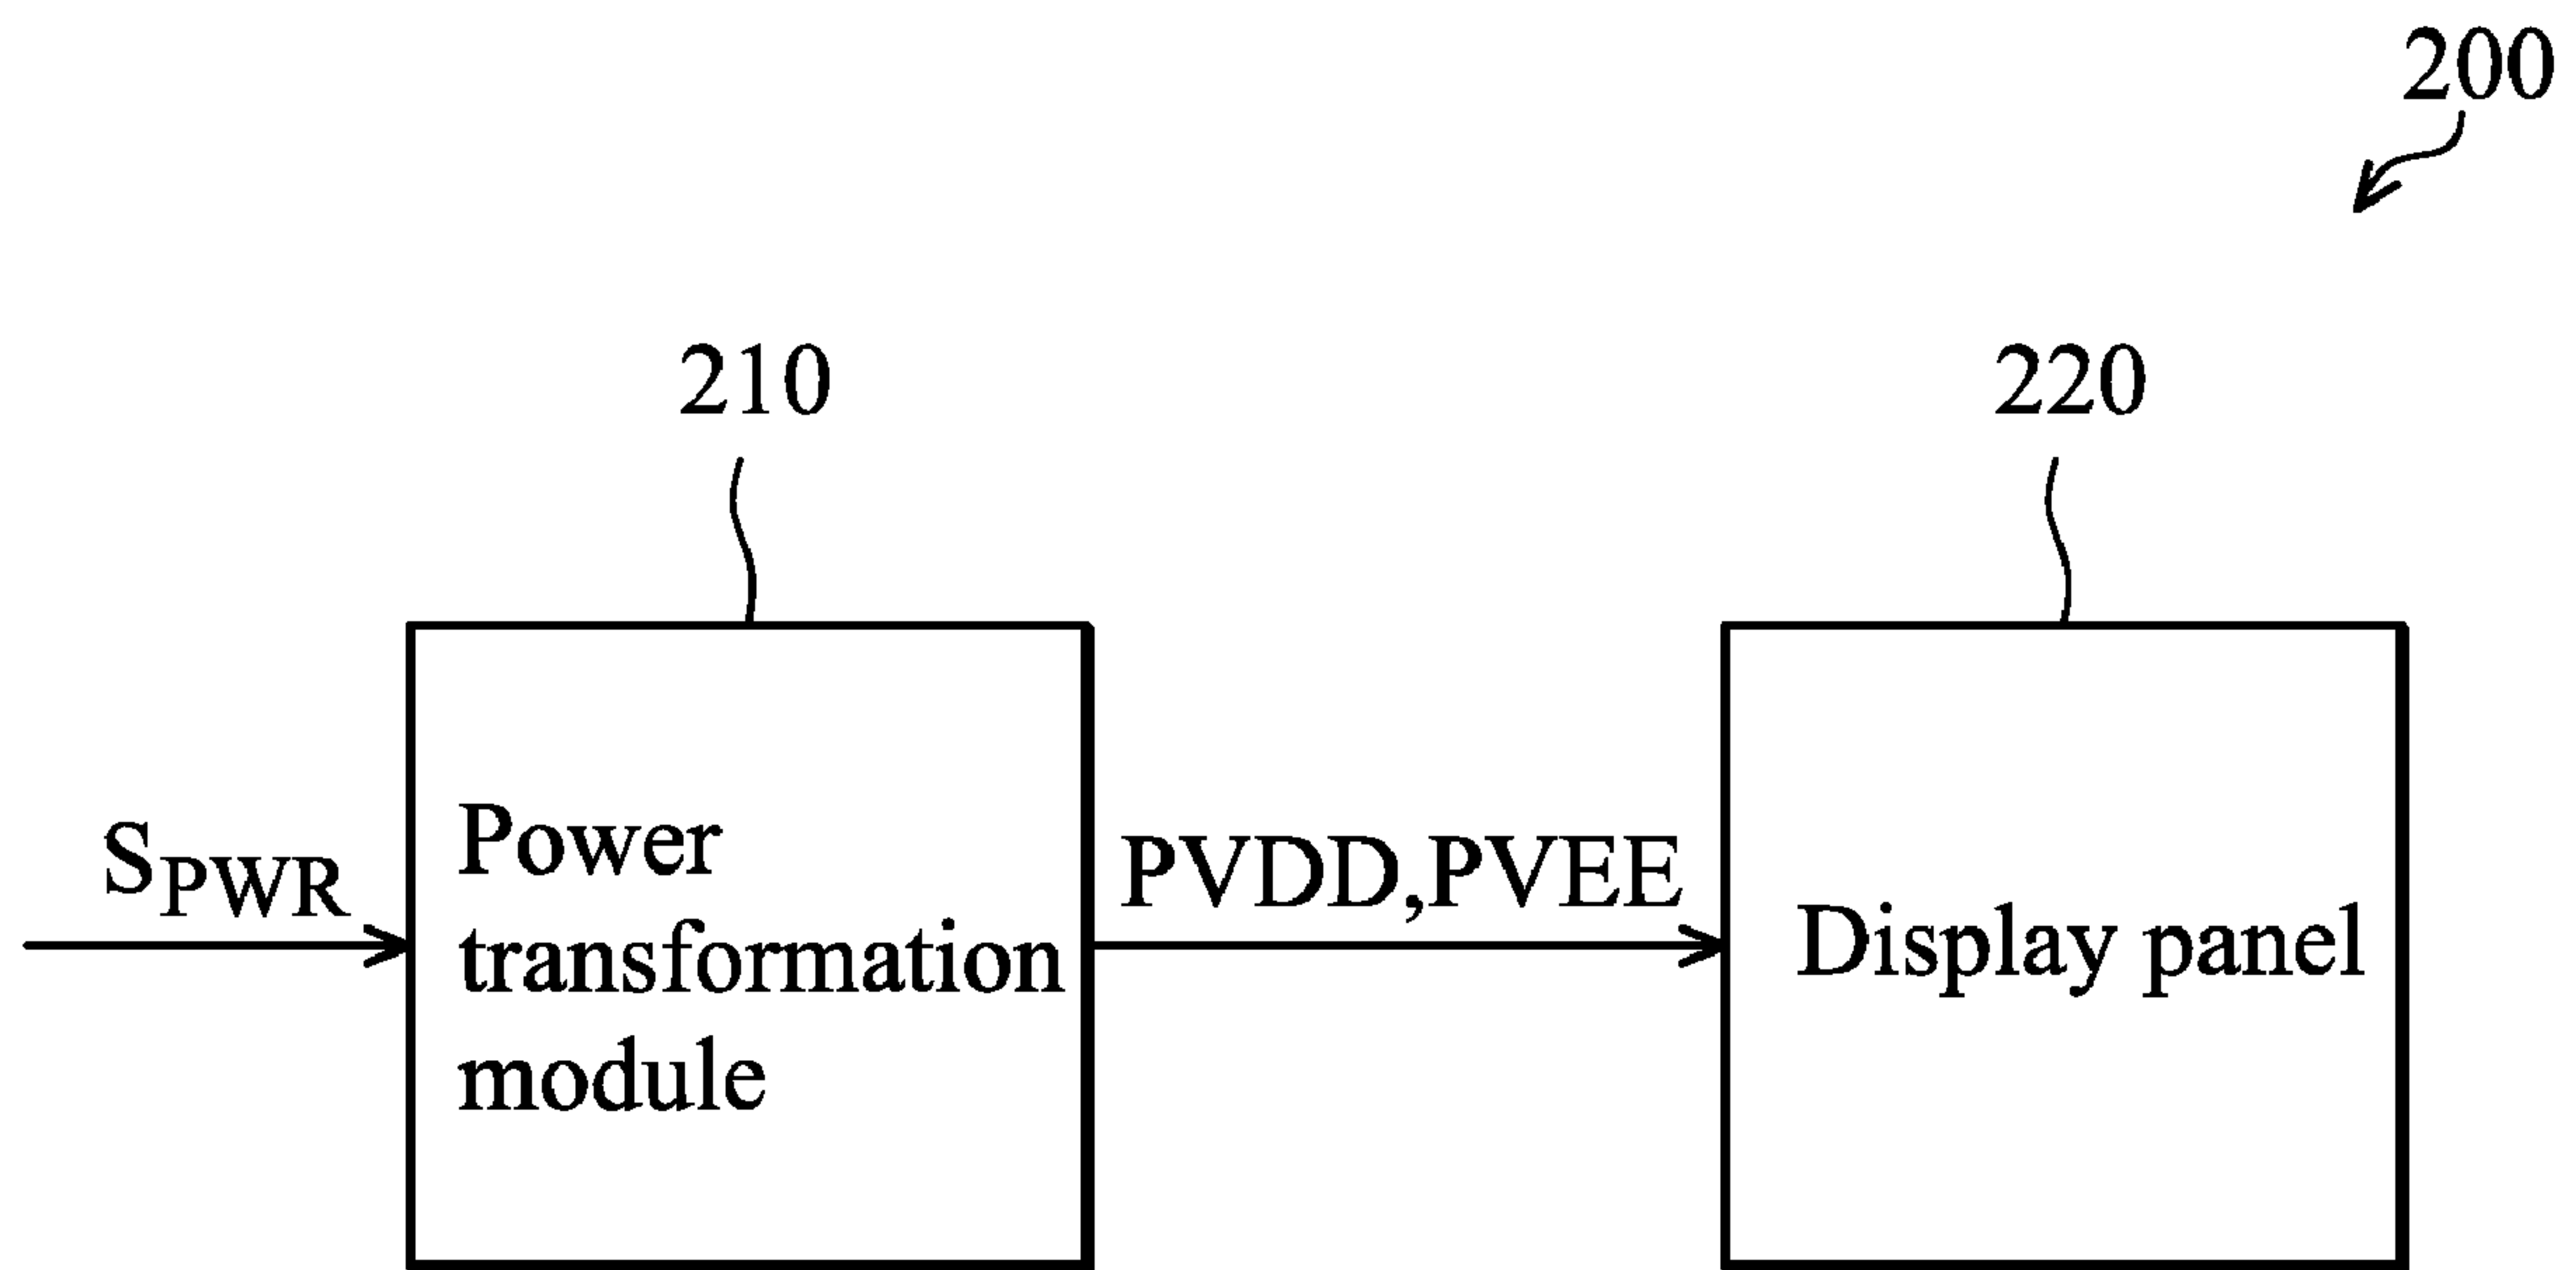 200
210
220
SPWR
Power
transformation
module
PVDD,PVEE
Display panel